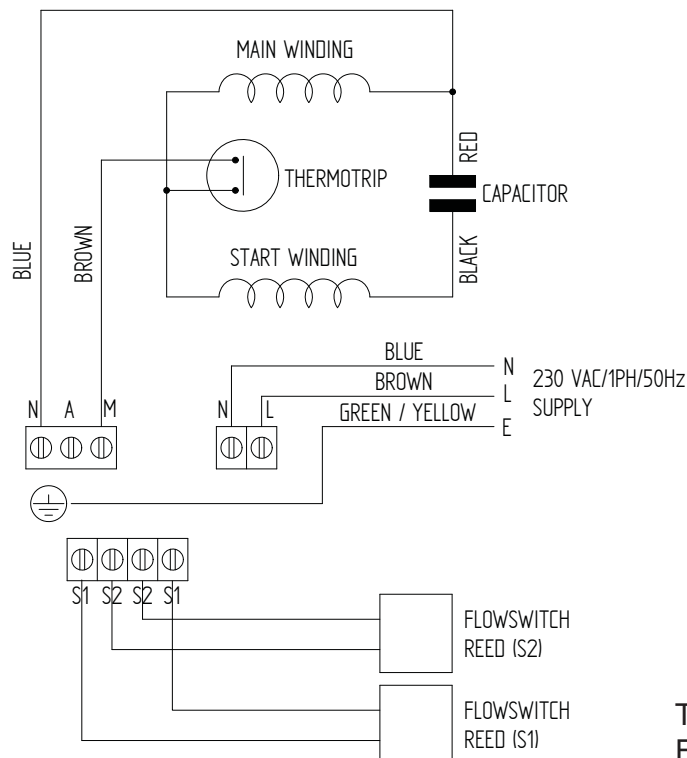 MAIN WINDING
RED
THERMOTRIP
CAPACITOR
BLUE
BROWN
START WINDING
BLACK
BLUE
N
BROWN
L
230 VAC/1PH/50Hz
SUPPLY
GREEN / YELLOW
E
N A M
N L
S1 S2 S2 S1
FLOWSWITCH
REED (S2)
FLOWSWITCH
REED (S1)